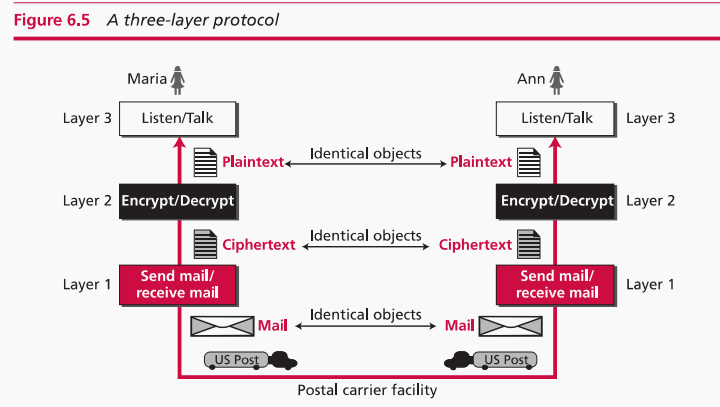 Figure 6.5 A three-layer protocol
Maria
Ann
Layer 3
Listen/Talk
Listen/Talk
Layer 3
Plaintext
Identical objects
Plaintext
Layer 2
Encrypt/Decrypt
Encrypt/Decrypt
Layer 2
Ciphertext
Identical objects
Ciphertext
Layer 1
Send mail/
receive mail
Send mail/
receive mail
Layer 1
Mail
Identical objects
Mail
US Post
US Post
Postal carrier facility